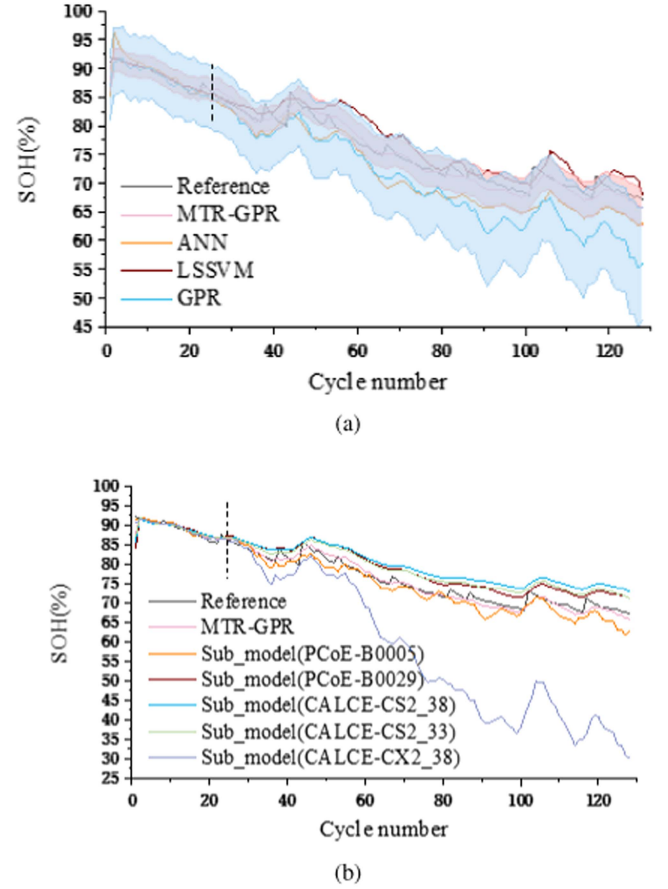 100
95
90
85
80
75
70
65
60
55
50
45
SOH(%)
Reference
MTR-GPR
ANN
LSSVM
GPR
0 20 40 60 80 100 120
Cycle number
(a)
100
95
90
85
80
75
70
65
60
55
50
45
40
35
30
25
SOH(%)
Reference
MTR-GPR
Sub_model(PCoE-B0005)
Sub_model(PCoE-B0029)
Sub_model(CALCE-CS2_38)
Sub_model(CALCE-CS2_33)
Sub_model(CALCE-CX2_38)
0 20 40 60 80 100 120
Cycle number
(b)